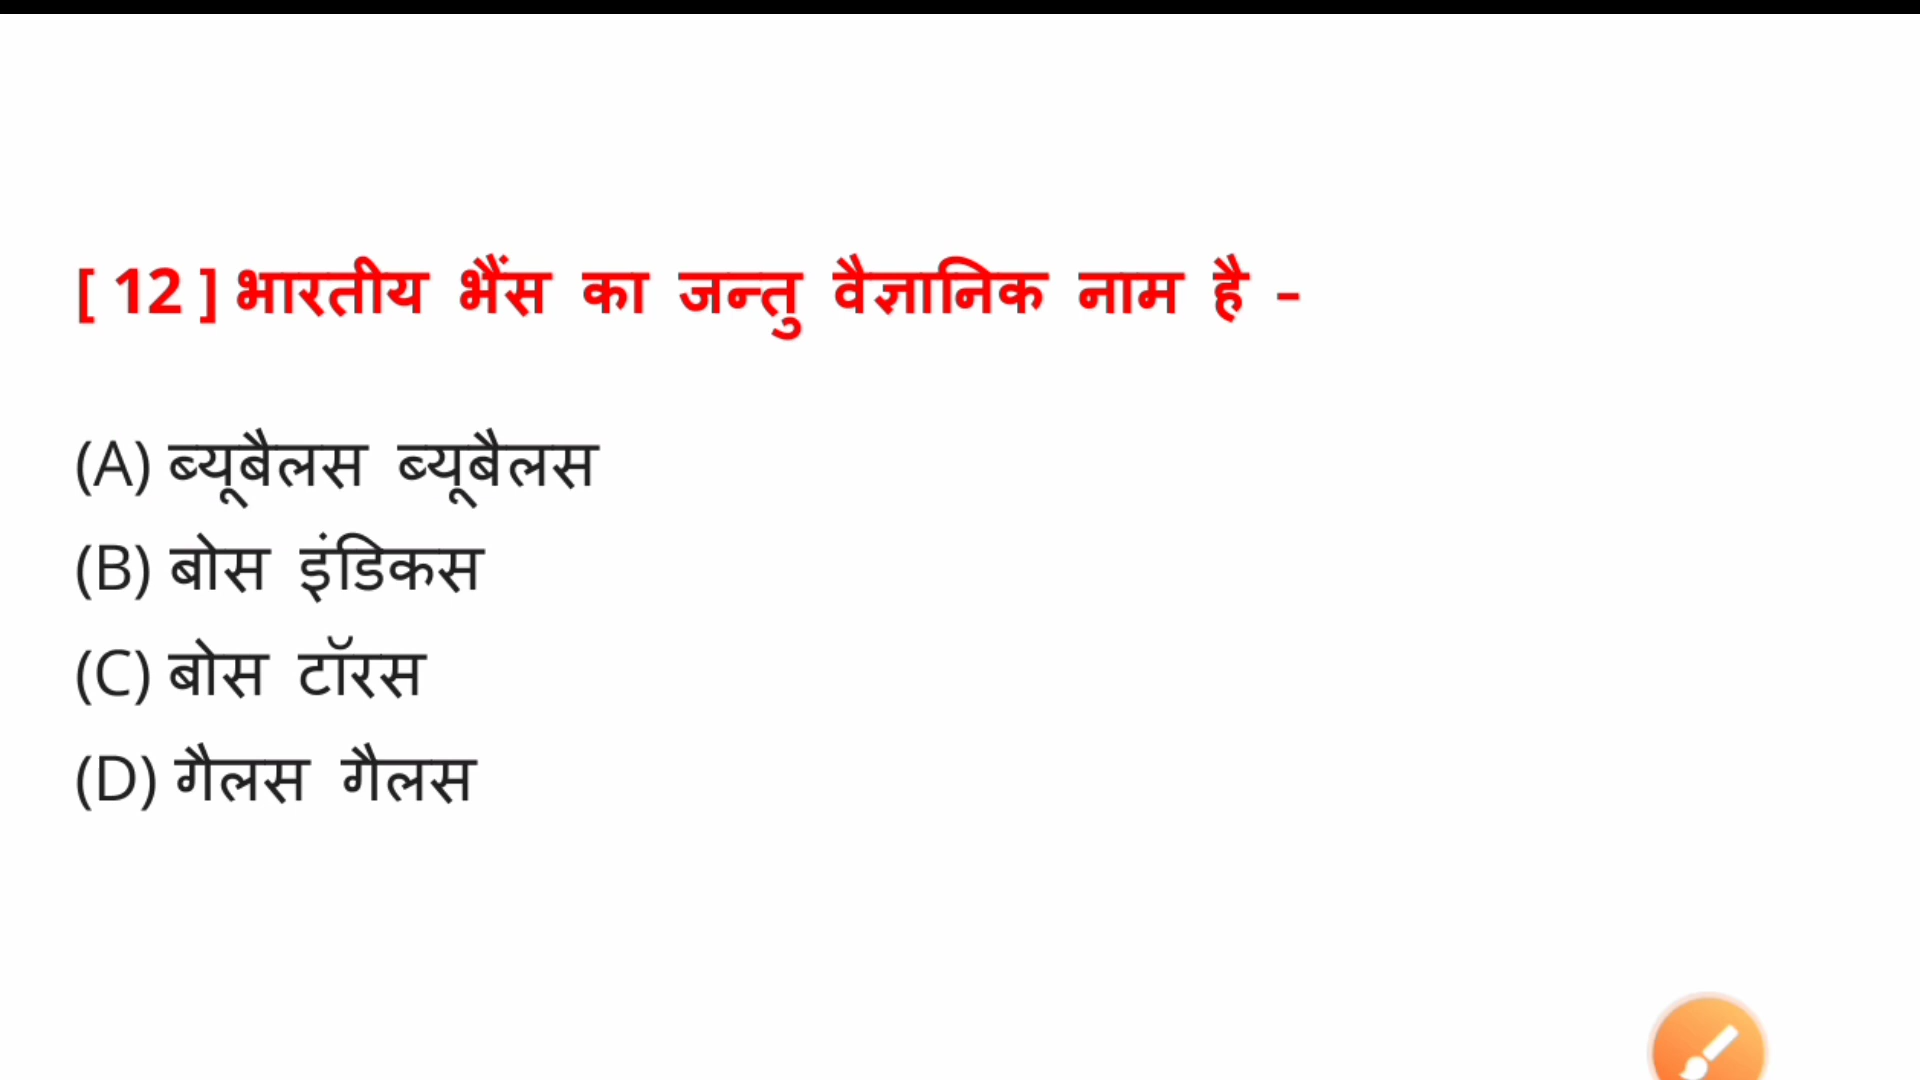 [ 12 ] भारतीय भैंस का जन्तु वैज्ञानिक नाम है –
(A) ब्यूबैलस ब्यूबैलस
(B) बोस इंडिकस
(C) बोस टॉरस
(D) गैलस गैलस